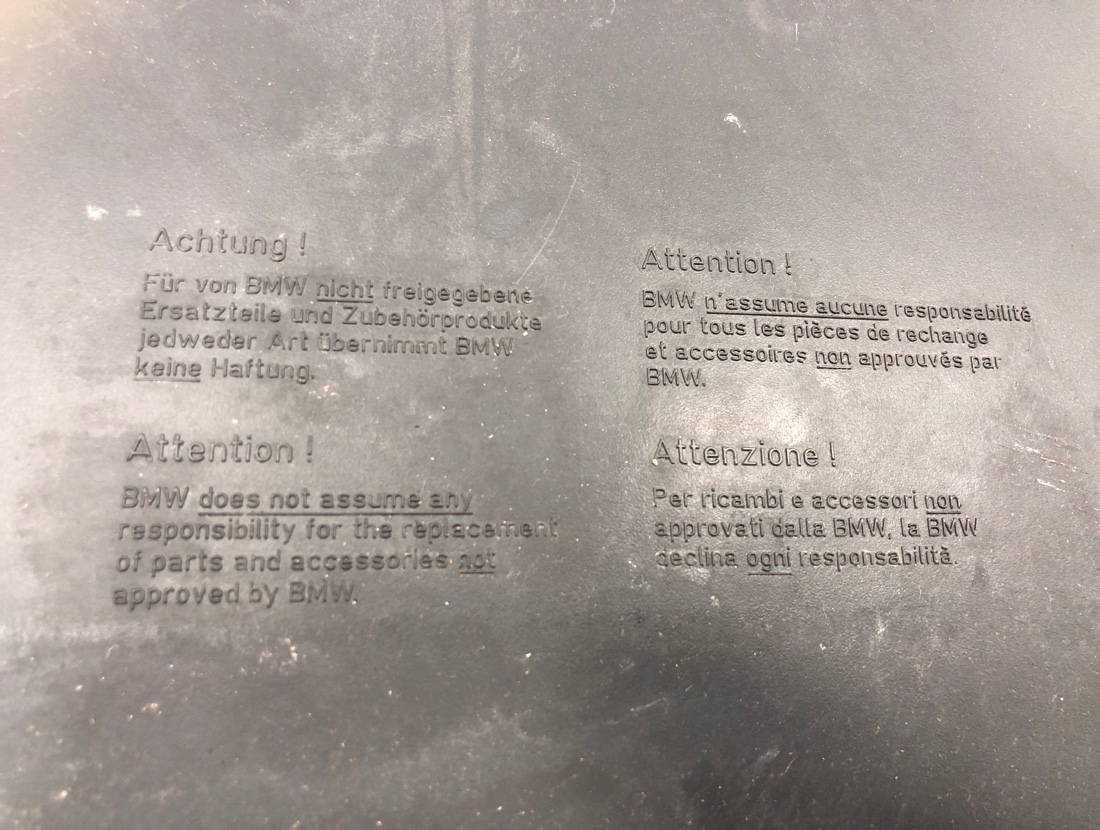 Achtung !
Für von BMW nicht freigegebene
Ersatzteile und Zubehörprodukte
jedweder Art übernimmt BMW
keine Haftung.
Attention !
BMW does not assume any
responsibility for the replacement
of parts and accessories not
approved by BMW.
Attention !
BMW n'assume aucune responsabilité
pour tous les pièces de rechange
et accessoires non approuvés par
BMW.
Attenzione !
Per ricambi e accessori non
approvati dalla BMW, la BMW
declina ogni responsabilità.